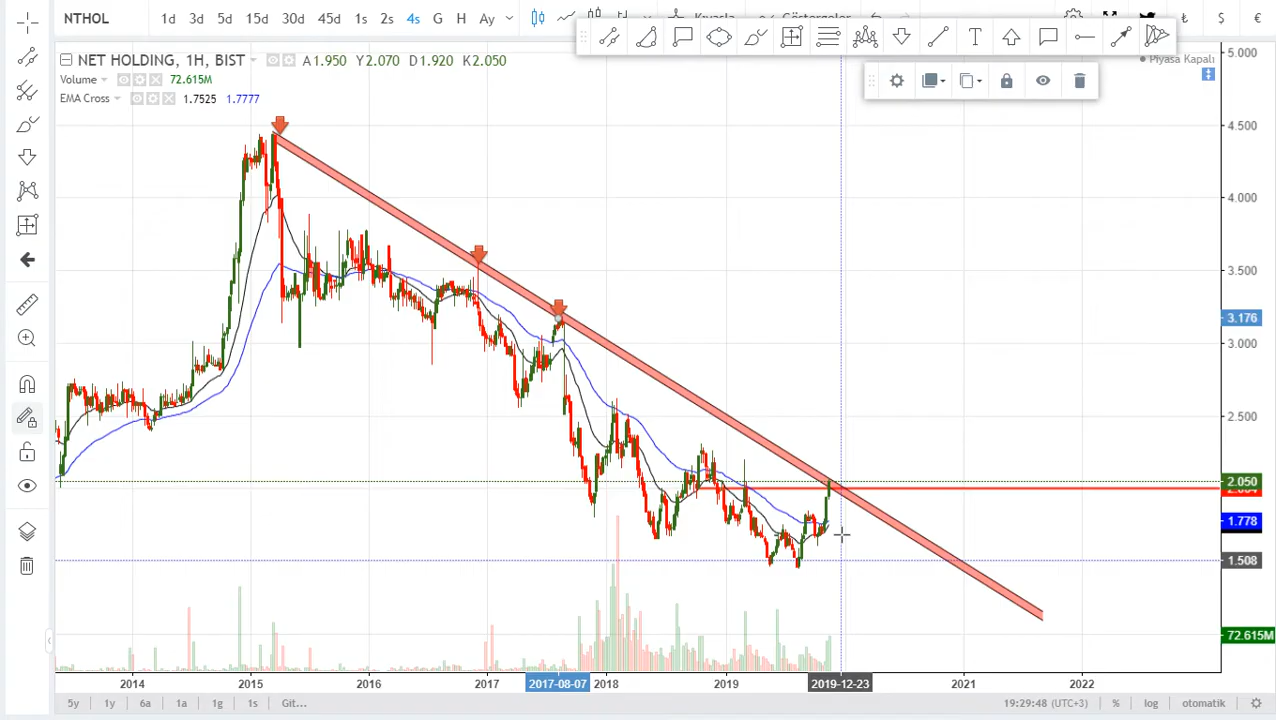 NTHOL 1d 3d 5d 15d 30d 45d 1s 2s 4s G H Ay Kıyasla Göstergeler ₺ $ €
NET HOLDING, 1H, BIST A1.950 Y2.070 D1.920 K2.050
Piyasa Kapalı
Volume 72.615M
EMA Cross 1.7525 1.7777
5.000
4.500
4.000
3.500
3.176
3.000
2.500
2.050
1.778
1.508
72.615M
2014 2015 2016 2017 2017-08-07 2018 2019 2019-12-23 2021 2022
5y 1y 6a 1a 1g 1s Git... 19:29:48 (UTC+3) % log otomatik